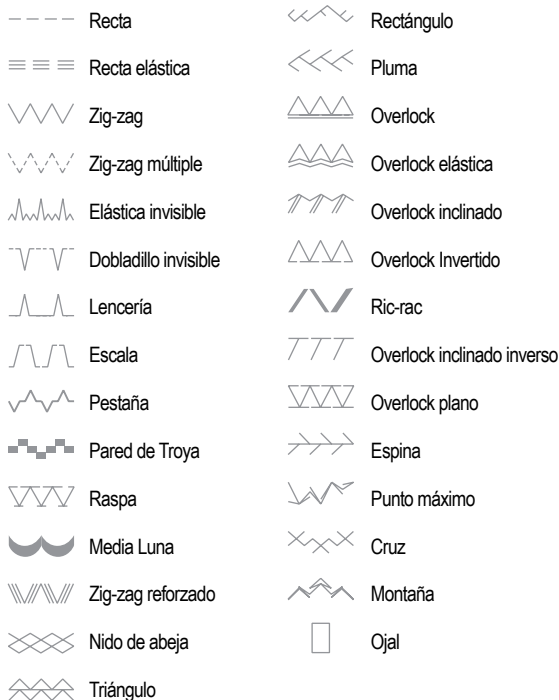 Recta
Recta elástica
Zig-zag
Zig-zag múltiple
Elástica invisible
Dobladillo invisible
Lencería
Escala
Pestaña
Pared de Troya
Raspa
Media Luna
Zig-zag reforzado
Nido de abeja
Triángulo
Rectángulo
Pluma
Overlock
Overlock elástica
Overlock inclinado
Overlock Invertido
Ric-rac
Overlock inclinado inverso
Overlock plano
Espina
Punto máximo
Cruz
Montaña
Ojal